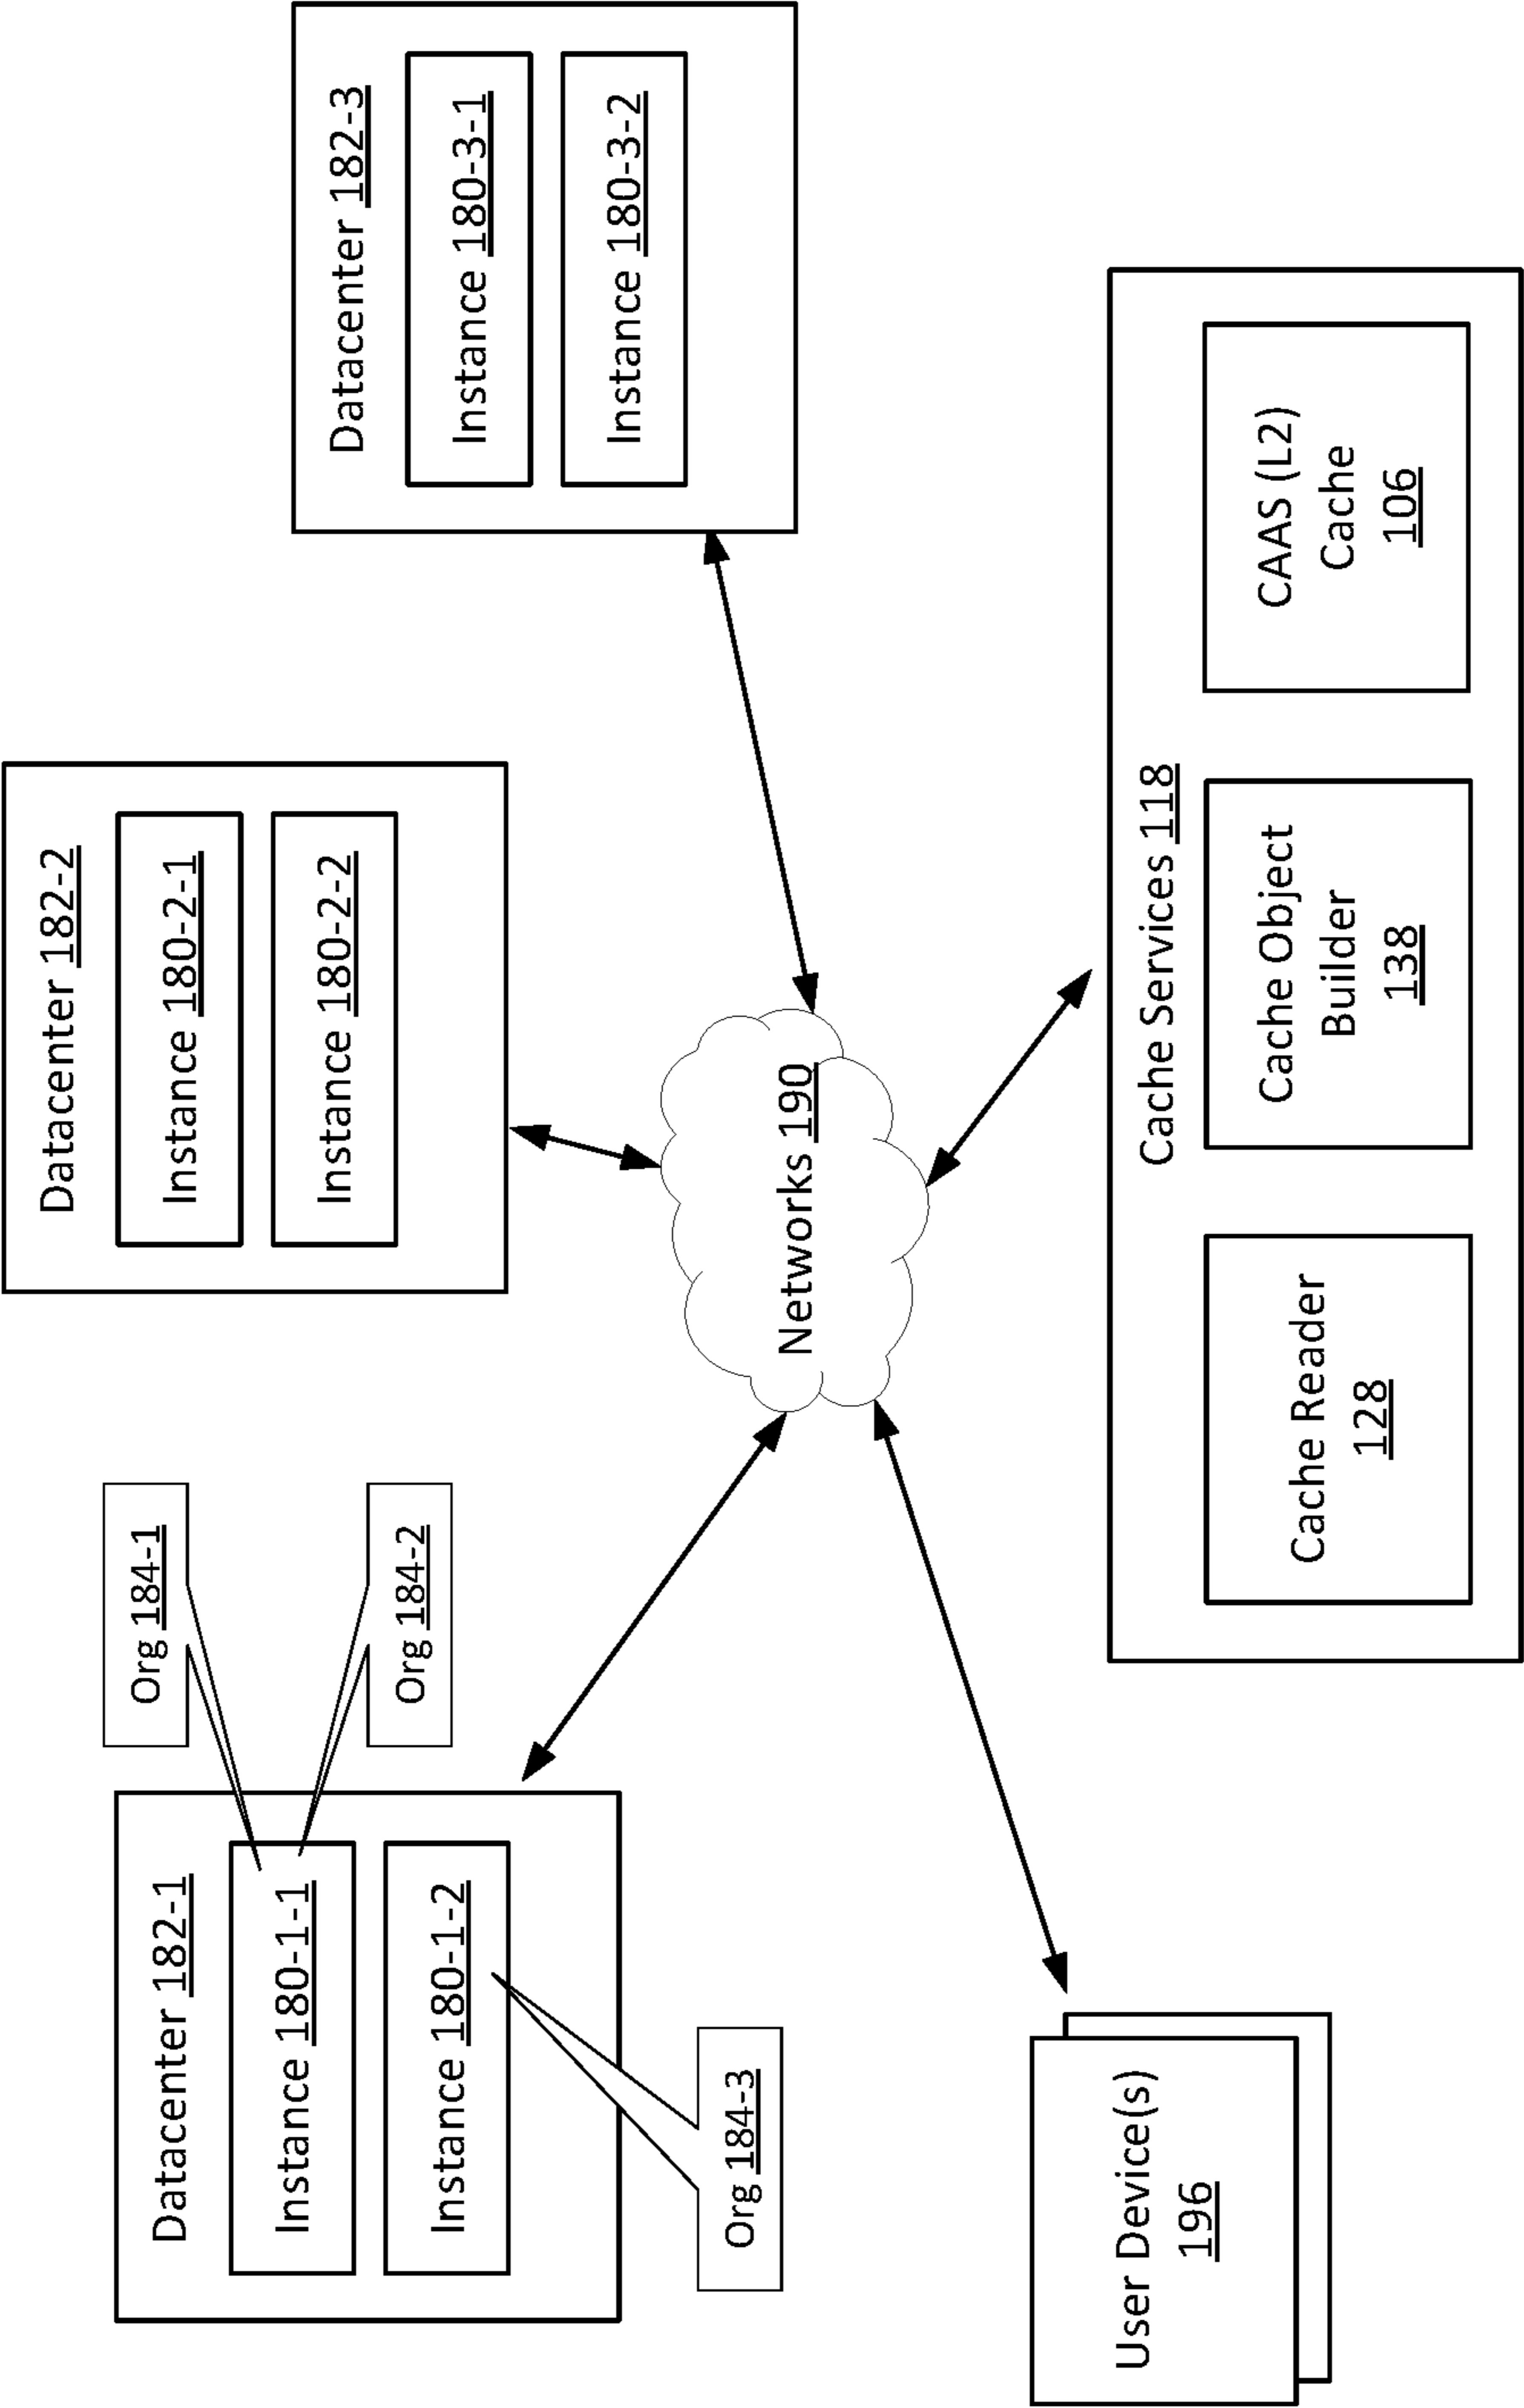 Datacenter 182-2
Instance 180-2-1
Instance 180-2-2
Datacenter 182-1
Instance 180-1-1
Instance 180-1-2
Org 184-1
Org 184-2
Org 184-3
Datacenter 182-3
Instance 180-3-1
Instance 180-3-2
Networks 190
User Device(s)
196
Cache Services 118
Cache Reader
128
Cache Object
Builder
138
CAAS (L2)
Cache
106